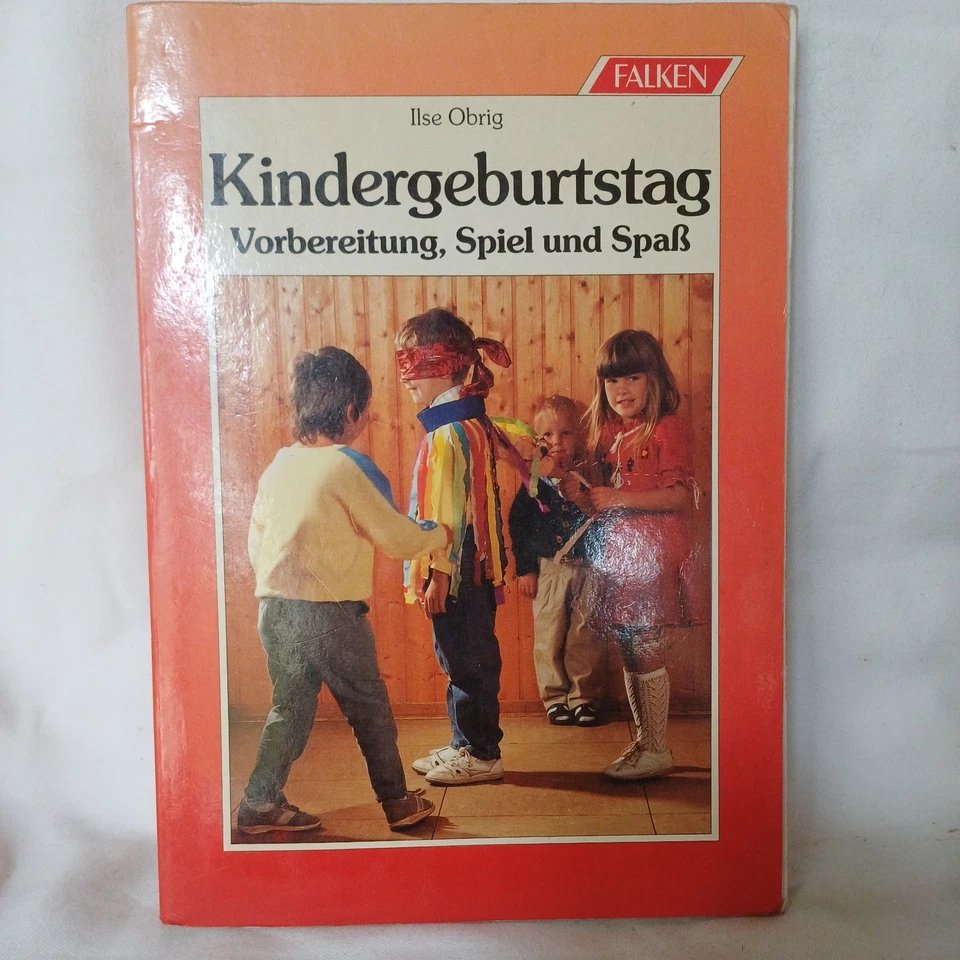 FALKEN
Ilse Obrig
Kindergeburtstag
Vorbereitung, Spiel und Spaß